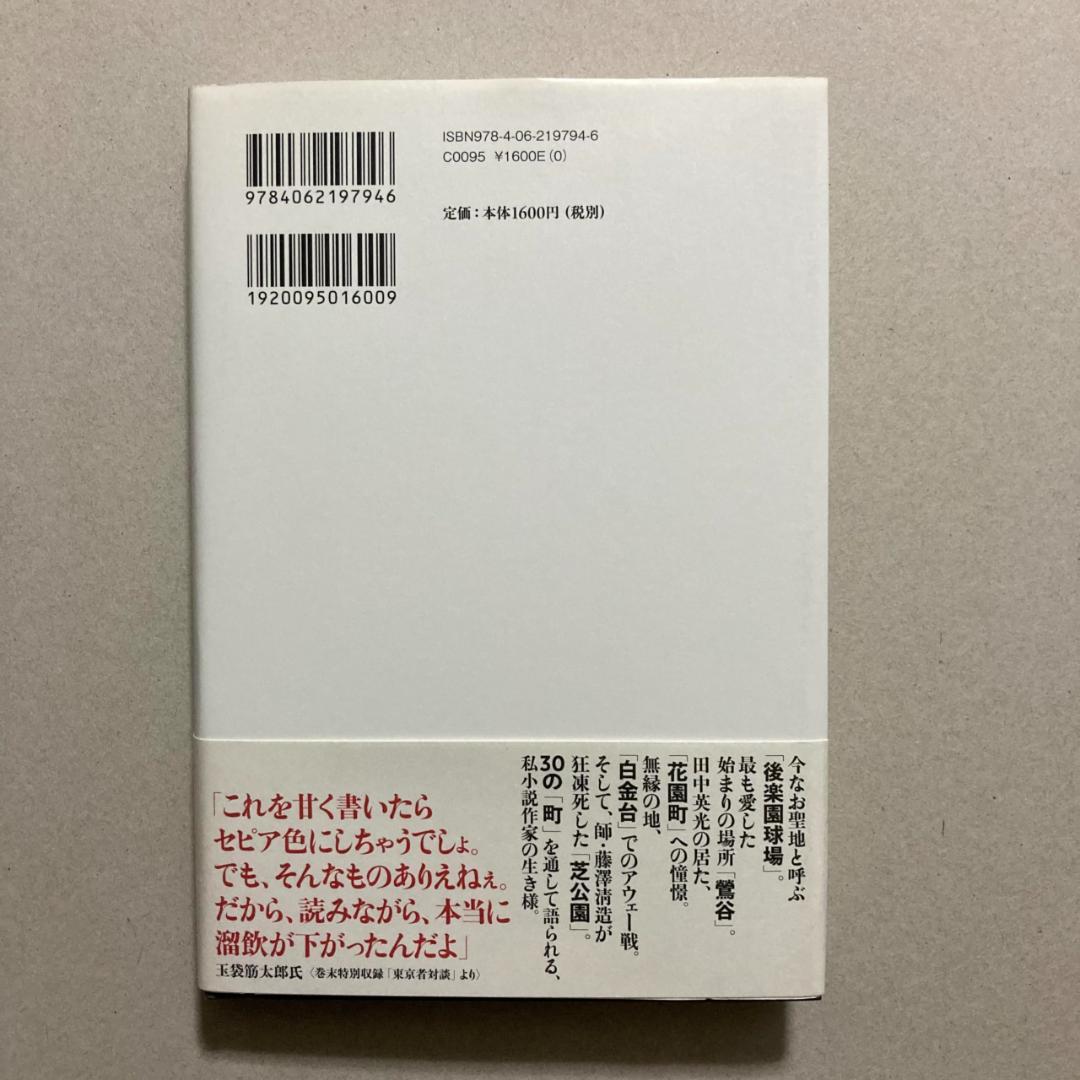 ISBN978-4-06-219794-6
C0095 ¥1600E(0)
9784062197946
定価：本体1600円（税別）
1920095016009
今なお聖地と呼ぶ
「後楽園球場」。
最も愛した
始まりの場所「鶯谷」。
田中英光の居た、
「花園町」への憧憬。
無縁の地、
「白金台」でのアウェー戦。
そして、師・藤澤淸造が
狂凍死した「芝公園」。
30の「町」を通して語られる、
私小説作家の生き様。
「これを甘く書いたら
セピア色にしちゃうでしょ。
でも、そんなものありえねぇ。
だから、読みながら、本当に
溜飲が下がったんだよ」
玉袋筋太郎氏〈巻末特別収録「東京者対談」より〉